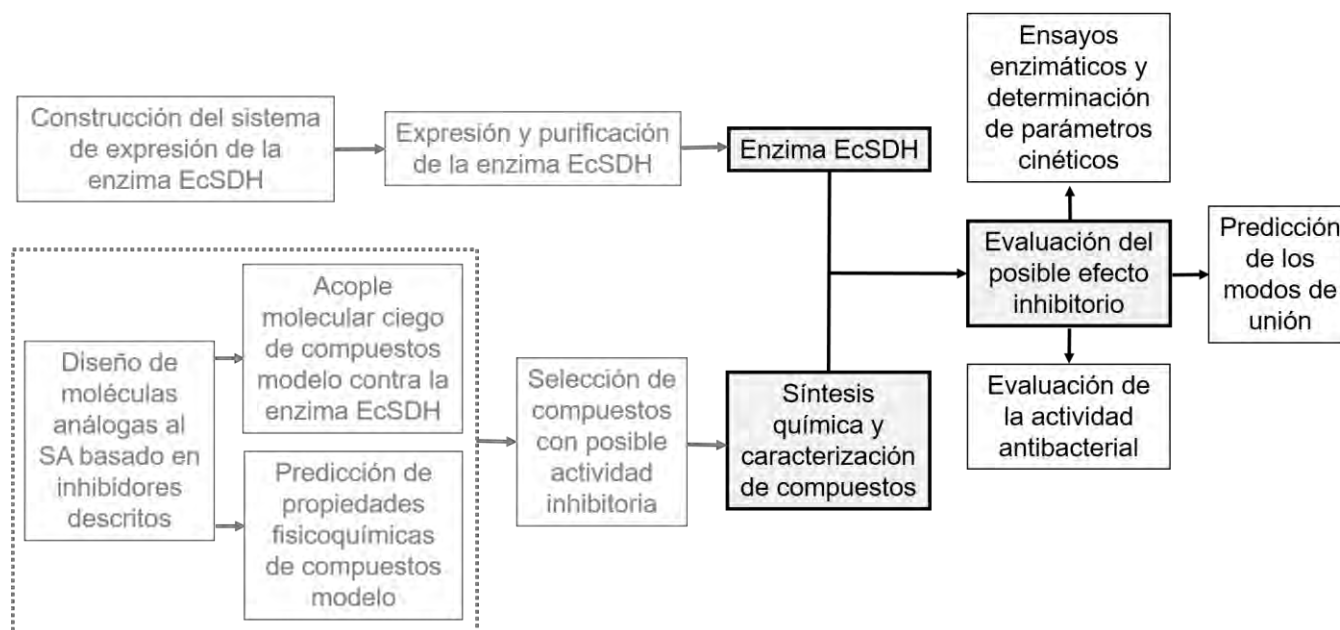 Construcción del sistema
de expresión de la
enzima EcSDH
Expresión y purificación
de la enzima EcSDH
Enzima EcSDH
Ensayos
enzimáticos y
determinación
de parámetros
cinéticos
Evaluación del
posible efecto
inhibitorio
Predicción
de los
modos de
unión
Evaluación de
la actividad
antibacterial
Diseño de
moléculas
análogas al
SA basado en
inhibidores
descritos
Acople
molecular ciego
de compuestos
modelo contra la
enzima EcSDH
Predicción de
propiedades
fisicoquímicas
de compuestos
modelo
Selección de
compuestos
con posible
actividad
inhibitoria
Síntesis
química y
caracterización
de compuestos